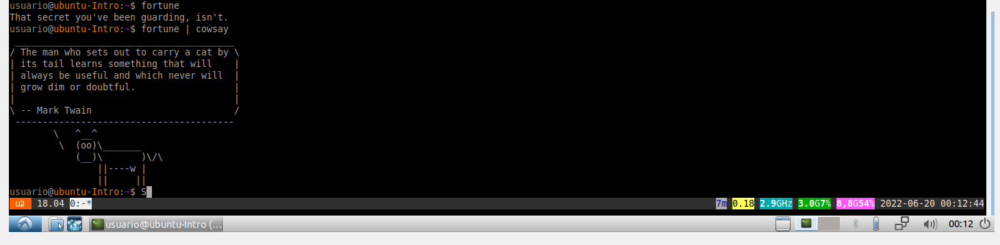 usuario@ubuntu-Intro:~$ fortune
That secret you've been guarding, isn't.
usuario@ubuntu-Intro:~$ fortune | cowsay
 ________________________________________
/ The man who sets out to carry a cat by \
| its tail learns something that will    |
| always be useful and which never will  |
| grow dim or doubtful.                  |
|                                        |
\ -- Mark Twain                          /
 ----------------------------------------
        \   ^__^
         \  (oo)\_______
            (__)\       )\/\
                ||----w |
                ||     ||
usuario@ubuntu-Intro:~$ S
18.04 0:-* 7m 0.18 2.9GHz 3.0G7% 8,8G54% 2022-06-20 00:12:44
usuario@ubuntu-Intro (... 00:12